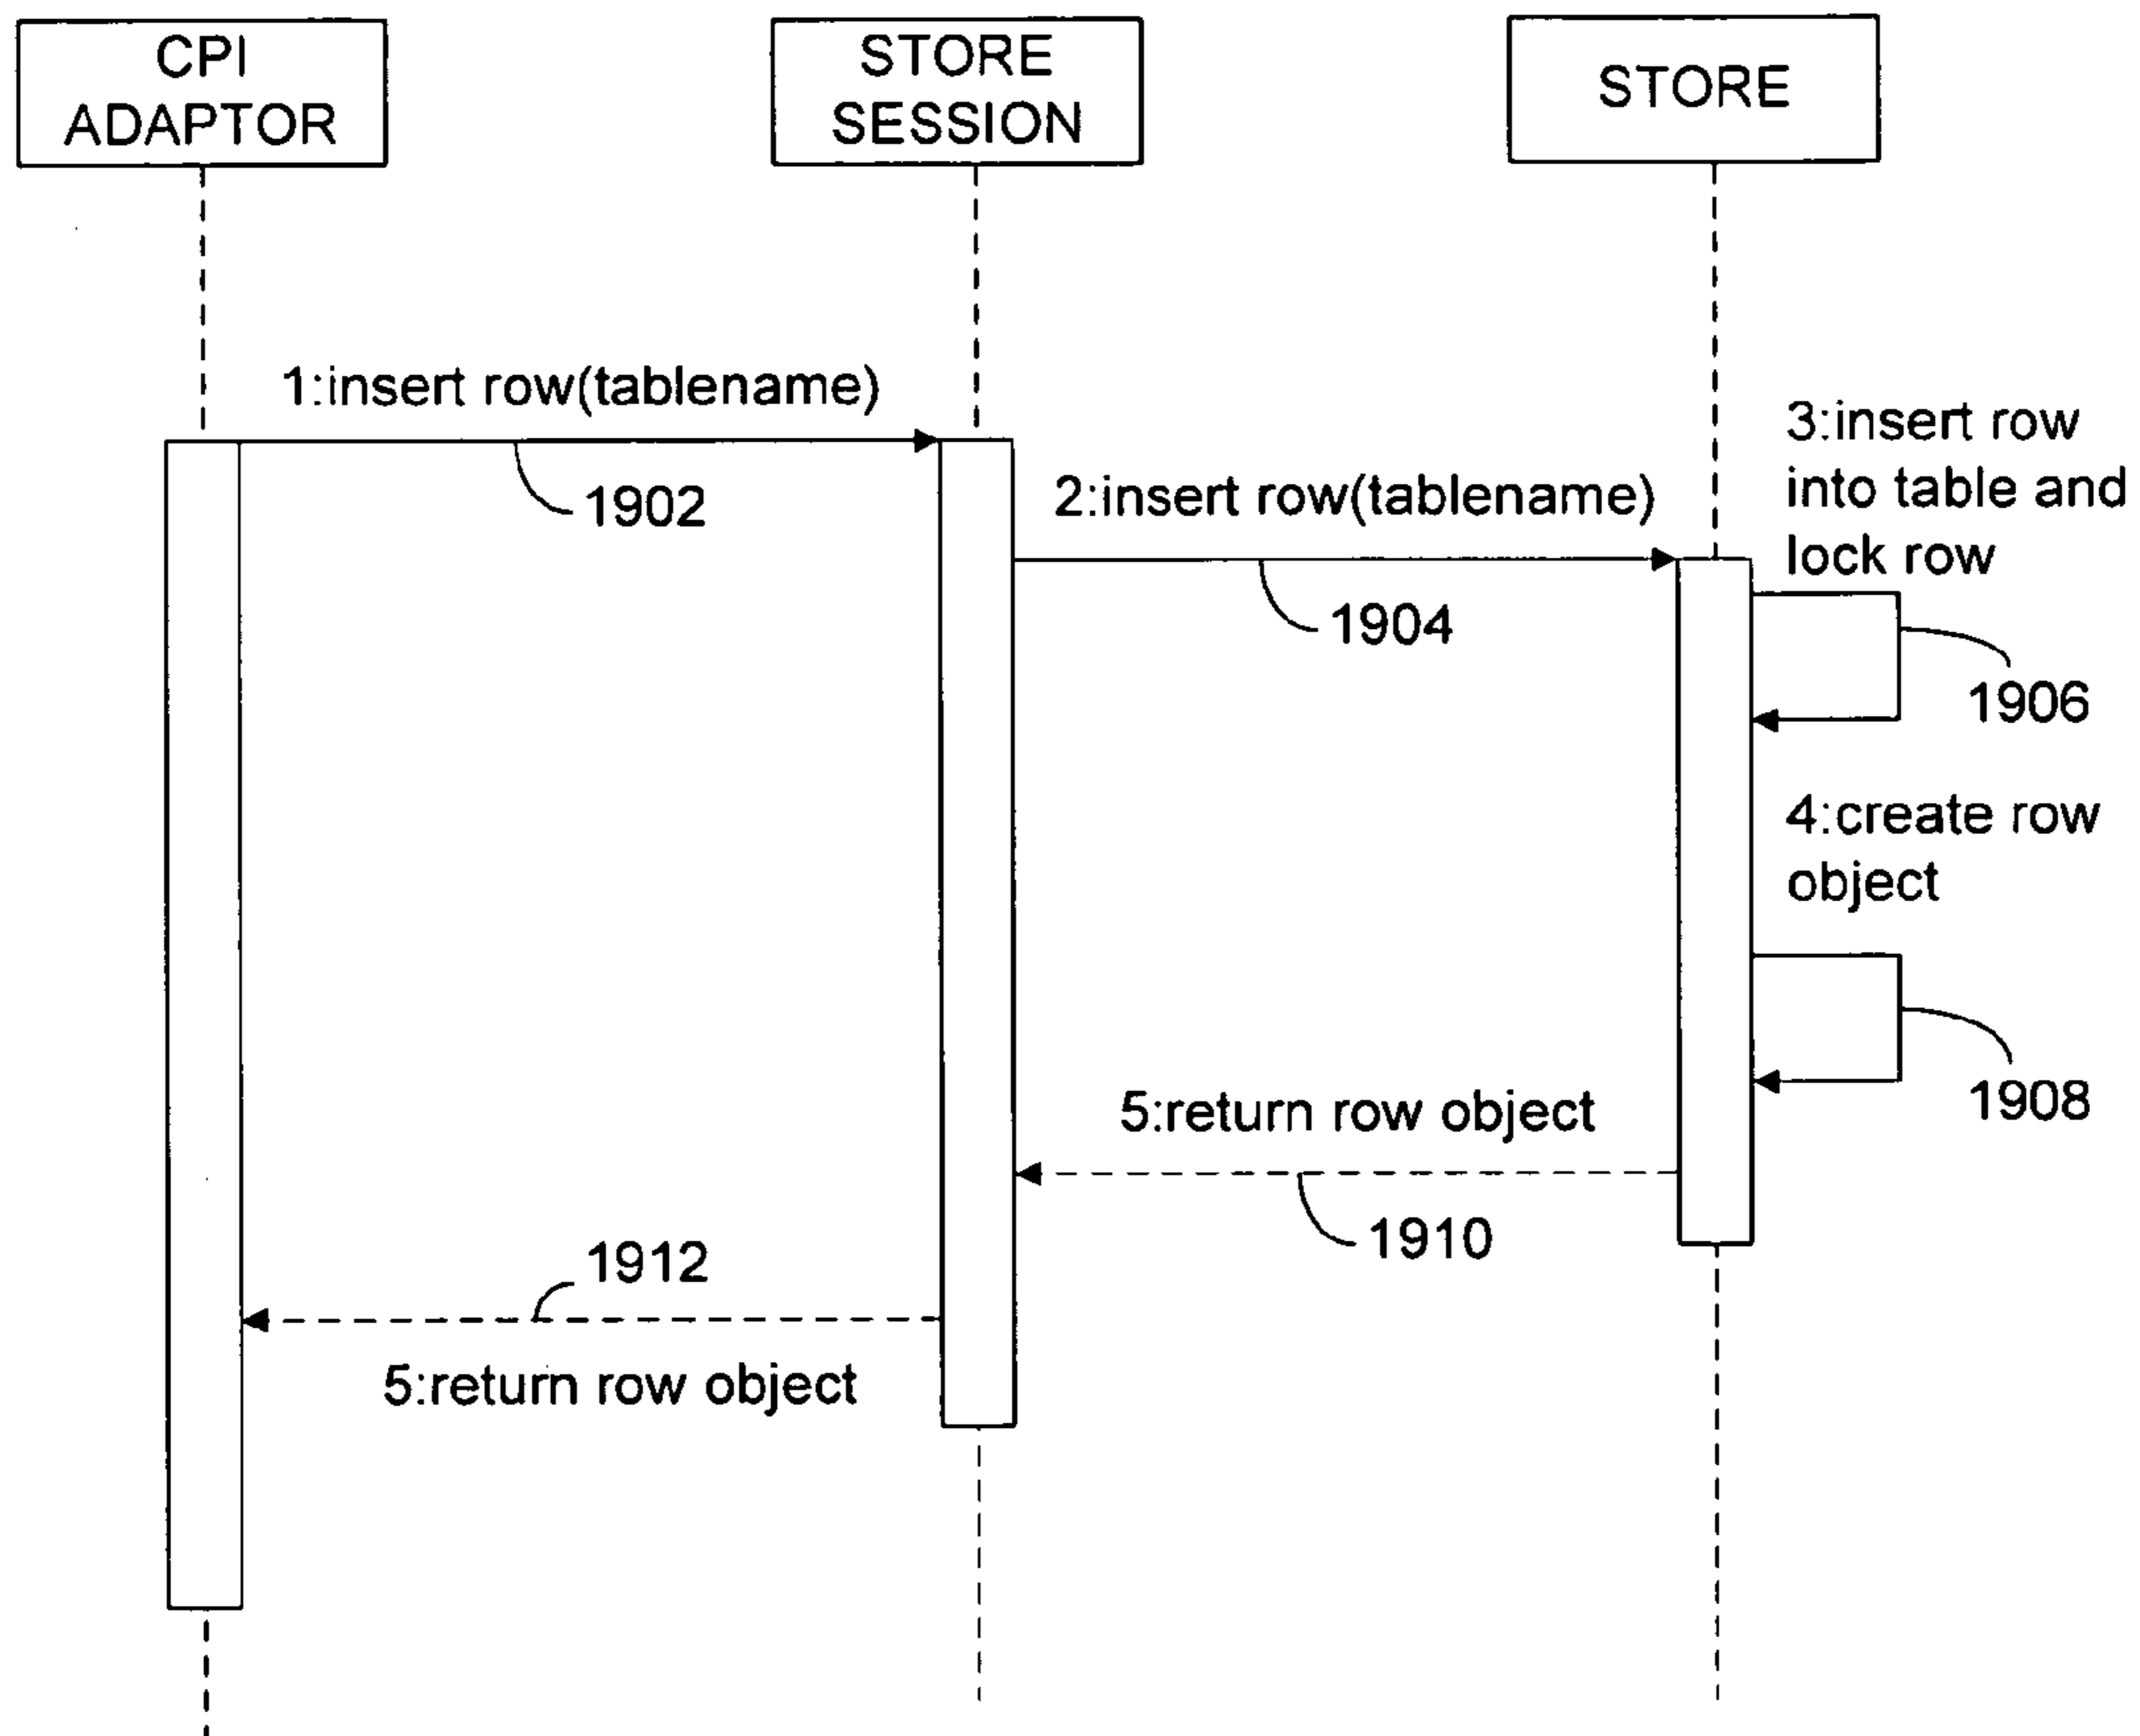 CPI
ADAPTOR
STORE
SESSION
STORE
1:insert row(tablename)
1902
2:insert row(tablename)
1904
3:insert row
into table and
lock row
1906
4:create row
object
1908
5:return row object
1910
1912
5:return row object